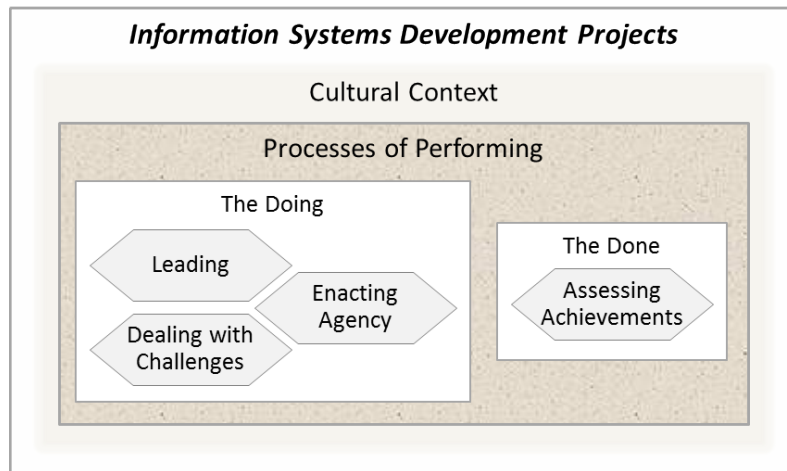 Information Systems Development Projects
Cultural Context
Processes of Performing
The Doing
Leading
Enacting
Agency
Dealing with
Challenges
The Done
Assessing
Achievements